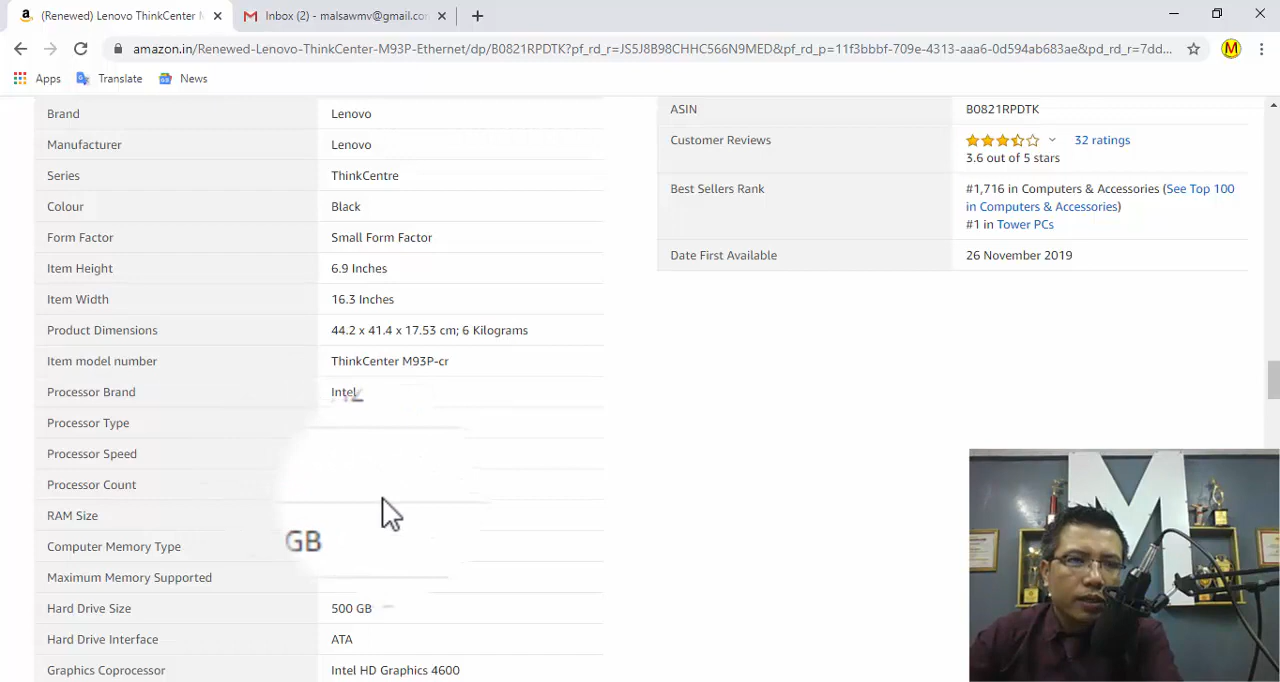 (Renewed) Lenovo ThinkCenter M
Inbox (2) - malsawmv@gmail.co
amazon.in/Renewed-Lenovo-ThinkCenter-M93P-Ethernet/dp/B0821RPDTK?pf_rd_r=JS5J8B98CHHC566N9MED&pf_rd_p=11f3bbbf-709e-4313-aaa6-0d594ab683ae&pd_rd_r=7dd...
M
Apps
Translate
News
Brand Lenovo
Manufacturer Lenovo
Series ThinkCentre
Colour Black
Form Factor Small Form Factor
Item Height 6.9 Inches
Item Width 16.3 Inches
Product Dimensions 44.2 x 41.4 x 17.53 cm; 6 Kilograms
Item model number ThinkCenter M93P-cr
Processor Brand Intel
Processor Type
Processor Speed
Processor Count
RAM Size
GB
Computer Memory Type
Maximum Memory Supported
Hard Drive Size 500 GB
Hard Drive Interface ATA
Graphics Coprocessor Intel HD Graphics 4600
ASIN B0821RPDTK
Customer Reviews 32 ratings
3.6 out of 5 stars
Best Sellers Rank #1,716 in Computers & Accessories (See Top 100
in Computers & Accessories)
#1 in Tower PCs
Date First Available 26 November 2019
M